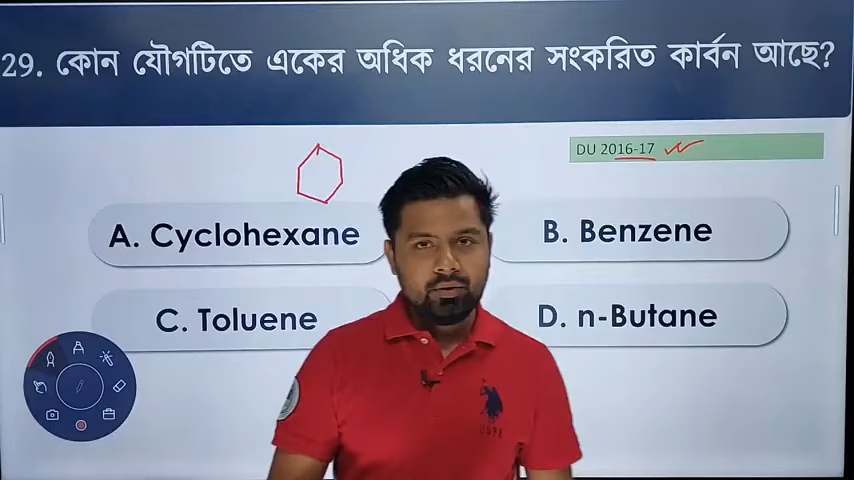 29. কোন যৌগটিতে একের অধিক ধরনের সংকরিত কার্বন আছে?
DU 2016-17
A. Cyclohexane
B. Benzene
C. Toluene
D. n-Butane